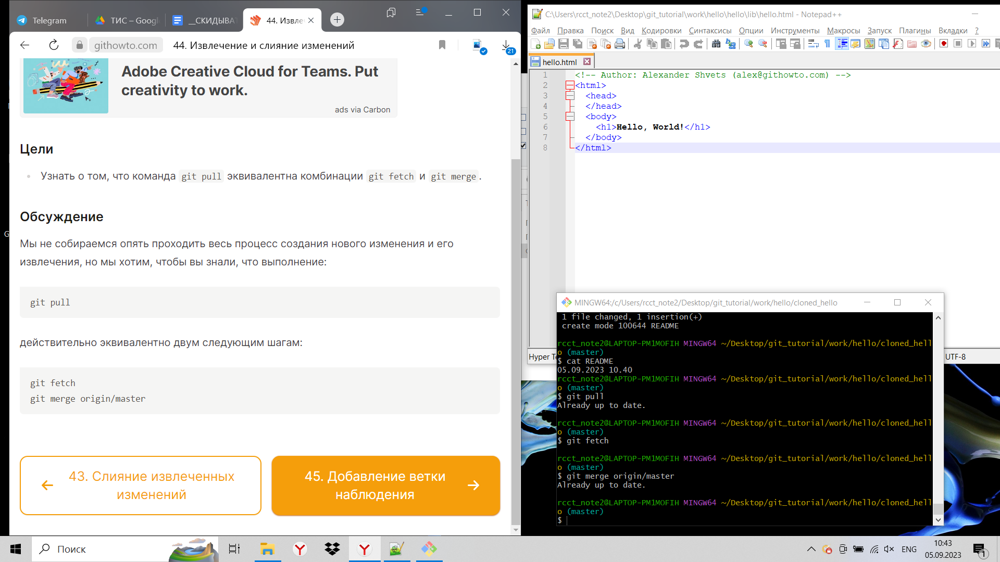 Telegram
ТИС – Googl
__СКИДЫВАТ
44. Извлеч
githowto.com
44. Извлечение и слияние изменений
21
Adobe Creative Cloud for Teams. Put
creativity to work.
ads via Carbon
Цели
Узнать о том, что команда git pull эквивалентна комбинации git fetch и git merge.
Обсуждение
Мы не собираемся опять проходить весь процесс создания нового изменения и его
извлечения, но мы хотим, чтобы вы знали, что выполнение:
git pull
действительно эквивалентно двум следующим шагам:
git fetch
git merge origin/master
43. Слияние извлеченных
изменений
45. Добавление ветки
наблюдения
C:\Users\rcct_note2\Desktop\git_tutorial\work\hello\hello\lib\hello.html - Notepad++
Файл Правка Поиск Вид Кодировки Синтаксисы Опции Инструменты Макросы Запуск Плагины Вкладки ?
hello.html
1 <!-- Author: Alexander Shvets (alex@githowto.com) -->
2 <html>
3 <head>
4 </head>
5 <body>
6 <h1>Hello, World!</h1>
7 </body>
8 </html>
Hyper Te
UTF-8
MINGW64:/c/Users/rcct_note2/Desktop/git_tutorial/work/hello/cloned_hello
1 file changed, 1 insertion(+)
create mode 100644 README
rcct_note2@LAPTOP-PM1MOFIH MINGW64 ~/Desktop/git_tutorial/work/hello/cloned_hell
o (master)
$ cat README
05.09.2023 10.40
rcct_note2@LAPTOP-PM1MOFIH MINGW64 ~/Desktop/git_tutorial/work/hello/cloned_hell
o (master)
$ git pull
Already up to date.
rcct_note2@LAPTOP-PM1MOFIH MINGW64 ~/Desktop/git_tutorial/work/hello/cloned_hell
o (master)
$ git fetch
rcct_note2@LAPTOP-PM1MOFIH MINGW64 ~/Desktop/git_tutorial/work/hello/cloned_hell
o (master)
$ git merge origin/master
Already up to date.
rcct_note2@LAPTOP-PM1MOFIH MINGW64 ~/Desktop/git_tutorial/work/hello/cloned_hell
o (master)
$
Поиск
ENG
10:43
05.09.2023
1